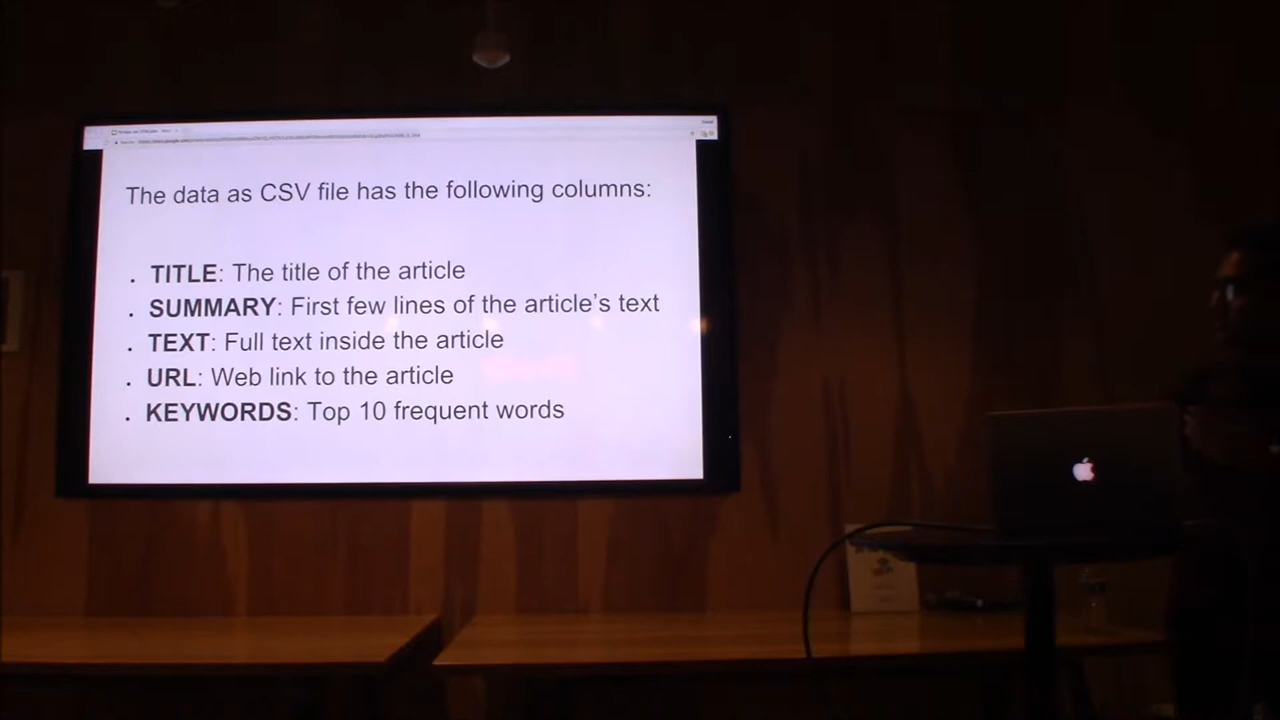 The data as CSV file has the following columns:
. TITLE: The title of the article
. SUMMARY: First few lines of the article’s text
. TEXT: Full text inside the article
. URL: Web link to the article
. KEYWORDS: Top 10 frequent words